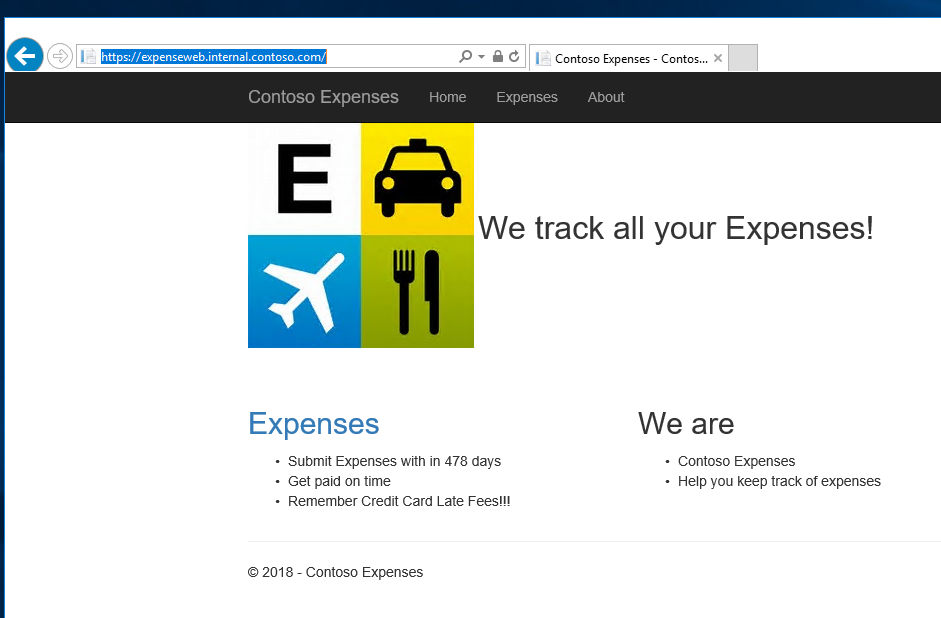 https://expenseweb.internal.contoso.com/
Contoso Expenses - Contos...
Contoso Expenses Home Expenses About
E
We track all your Expenses!
Expenses
• Submit Expenses with in 478 days
• Get paid on time
• Remember Credit Card Late Fees!!!
We are
• Contoso Expenses
• Help you keep track of expenses
© 2018 - Contoso Expenses